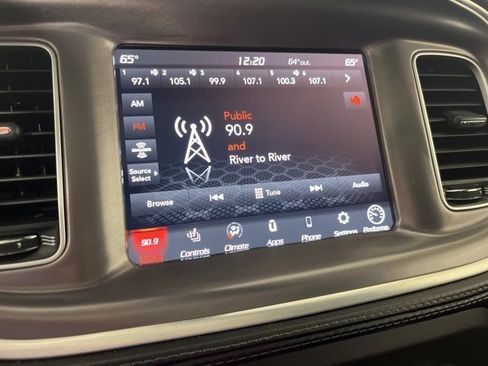 65° 12:20 64°out. 65°
1 2 3 4 5 6
97.1 105.1 99.9 107.1 100.3 107.1
AM
FM
Public
90.9
and
River to River
Source
Select
Browse Tune Audio
90.9
Controls Climate Apps Phone Settings Performa